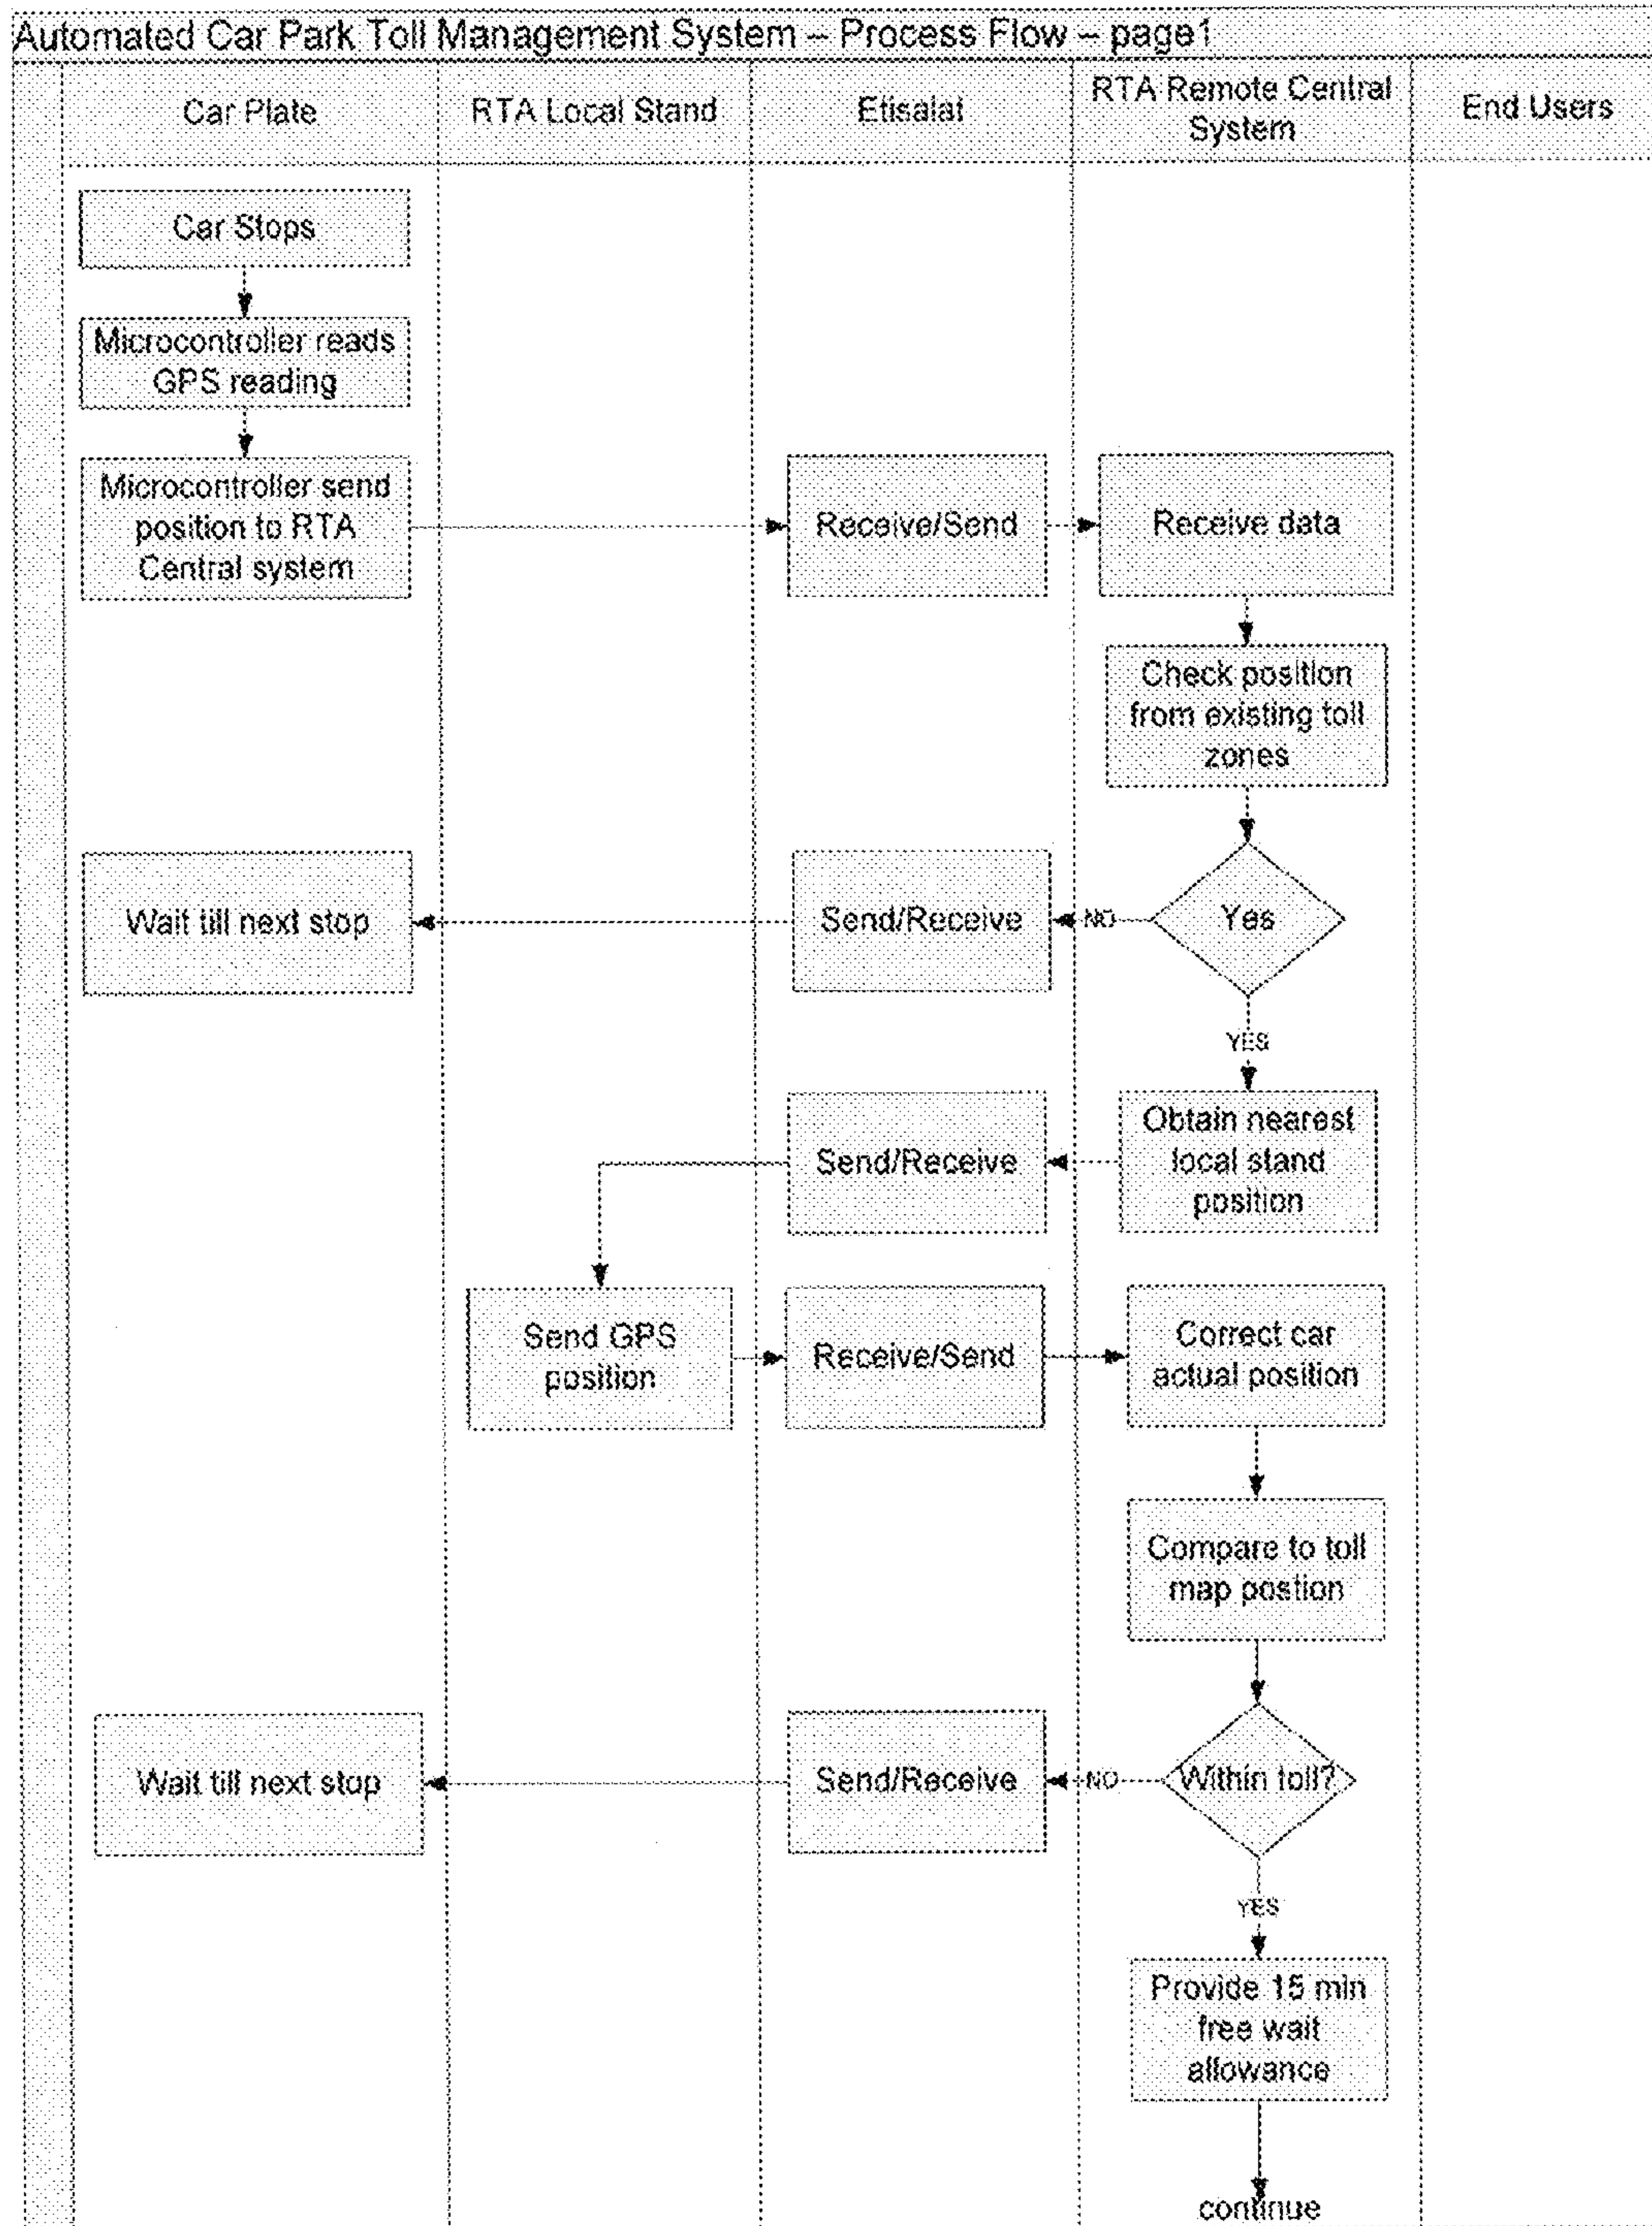 Automated Car Park Toll Management System – Process Flow – page1
Car Plate
RTA Local Stand
Etisalat
RTA Remote Central
System
End Users
Car Stops
Microcontroller reads
GPS reading
Microcontroller send
position to RTA
Central system
Receive/Send
Receive data
Check position
from existing toll
zones
Wait till next stop
Send/Receive
NO
Yes
YES
Send/Receive
Obtain nearest
local stand
position
Send GPS
position
Receive/Send
Correct car
actual position
Compare to toll
map postion
Wait till next stop
Send/Receive
NO
Within toll?
YES
Provide 15 min
free wait
allowance
continue